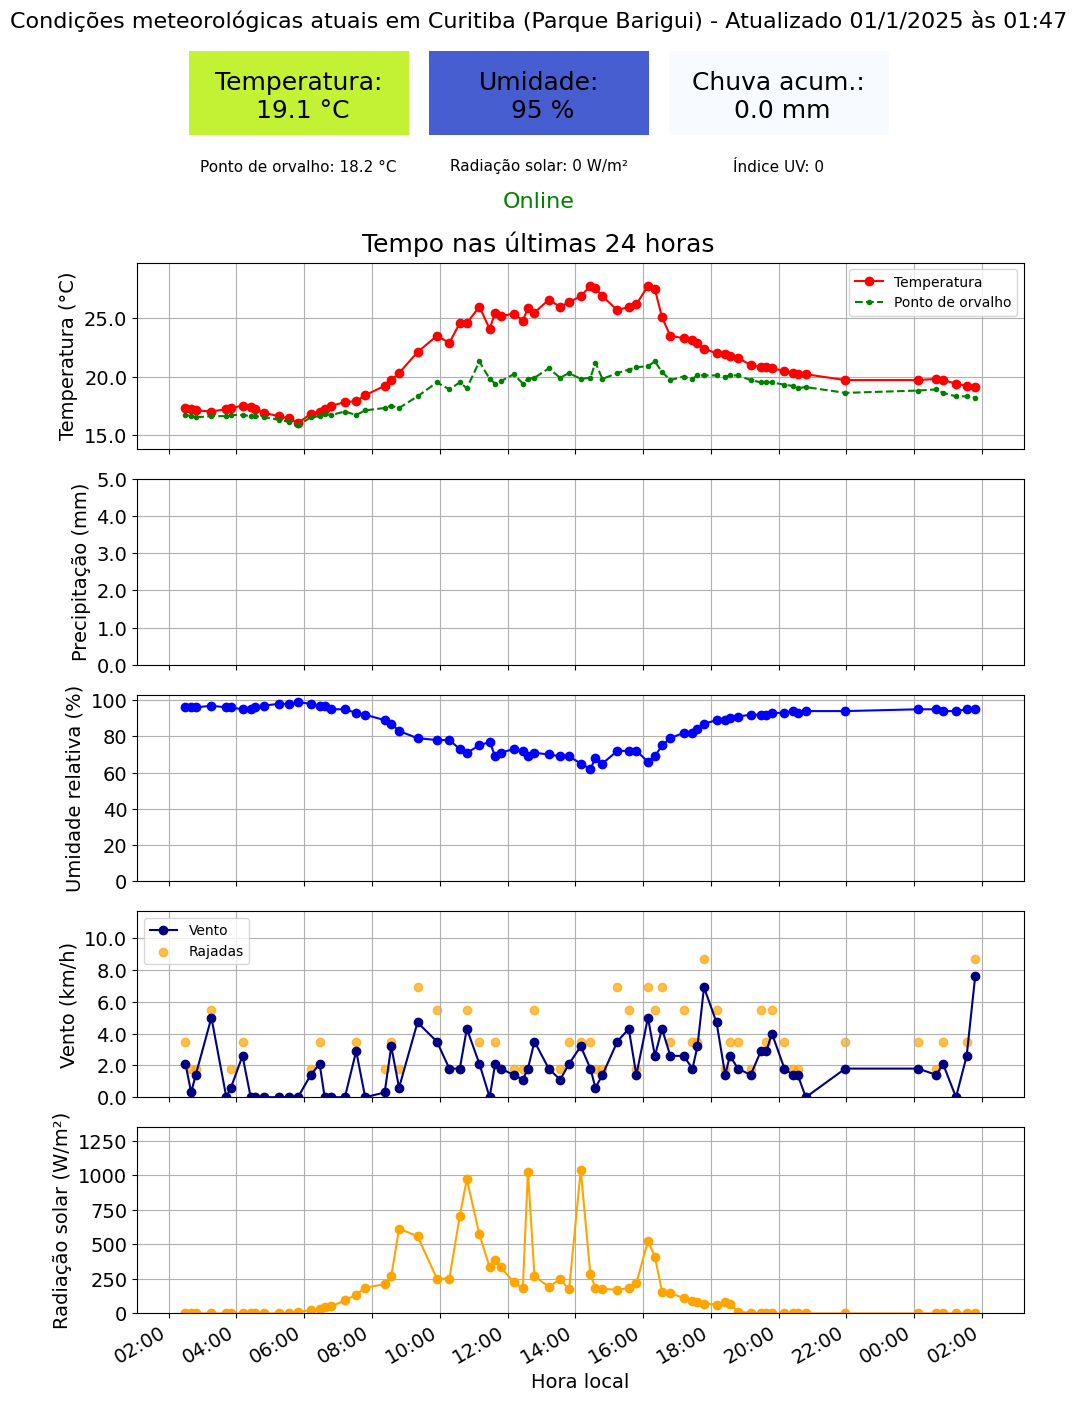 Condições meteorológicas atuais em Curitiba (Parque Barigui) - Atualizado 01/1/2025 às 01:47
Temperatura:
19.1 °C
Umidade:
95 %
Chuva acum.:
0.0 mm
Ponto de orvalho: 18.2 °C
Radiação solar: 0 W/m²
Índice UV: 0
Online
Tempo nas últimas 24 horas
Temperatura (°C)
25.0
20.0
15.0
Temperatura
Ponto de orvalho
Precipitação (mm)
5.0
4.0
3.0
2.0
1.0
0.0
Umidade relativa (%)
100
80
60
40
20
0
Vento (km/h)
10.0
8.0
6.0
4.0
2.0
0.0
Vento
Rajadas
Radiação solar (W/m²)
1250
1000
750
500
250
0
02:00
04:00
06:00
08:00
10:00
12:00
14:00
16:00
18:00
20:00
22:00
00:00
02:00
Hora local